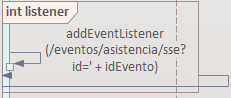 int listener
addEventListener
(/eventos/asistencia/sse?
id=' + idEvento)